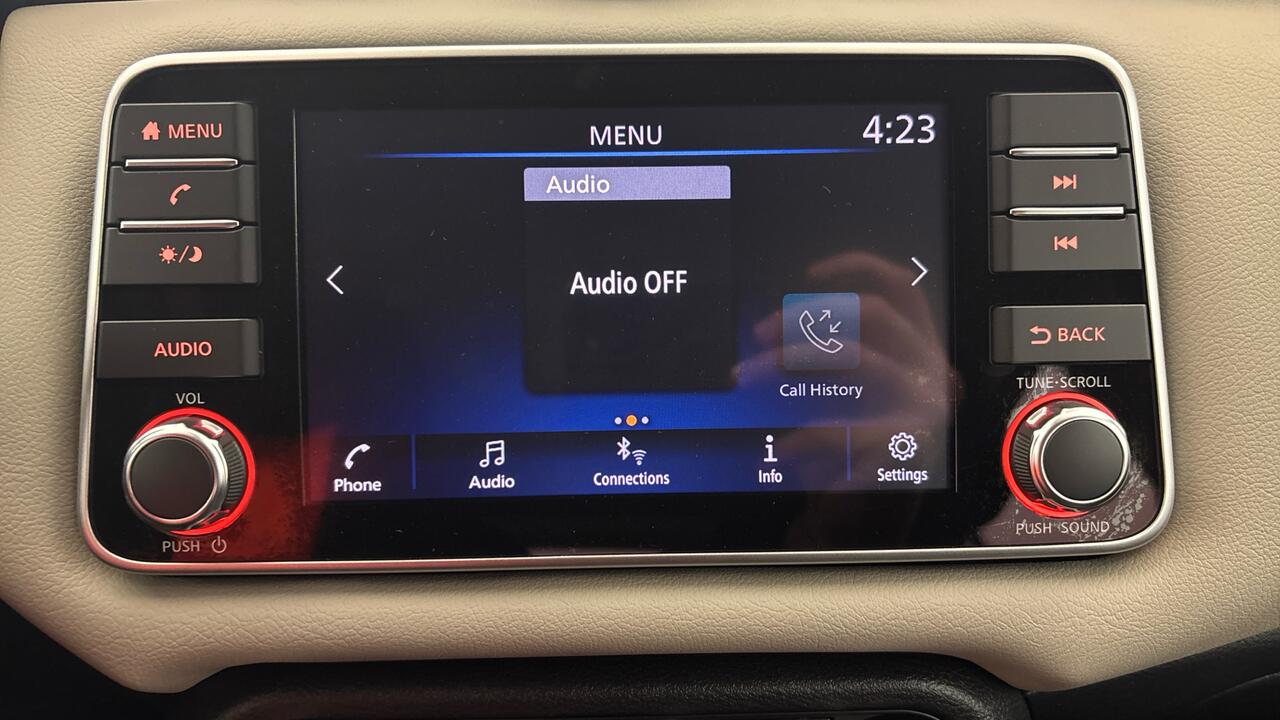 MENU
AUDIO
VOL
PUSH
MENU
4:23
Audio
Audio OFF
Call History
Phone
Audio
Connections
Info
Settings
BACK
TUNE·SCROLL
PUSH SOUND